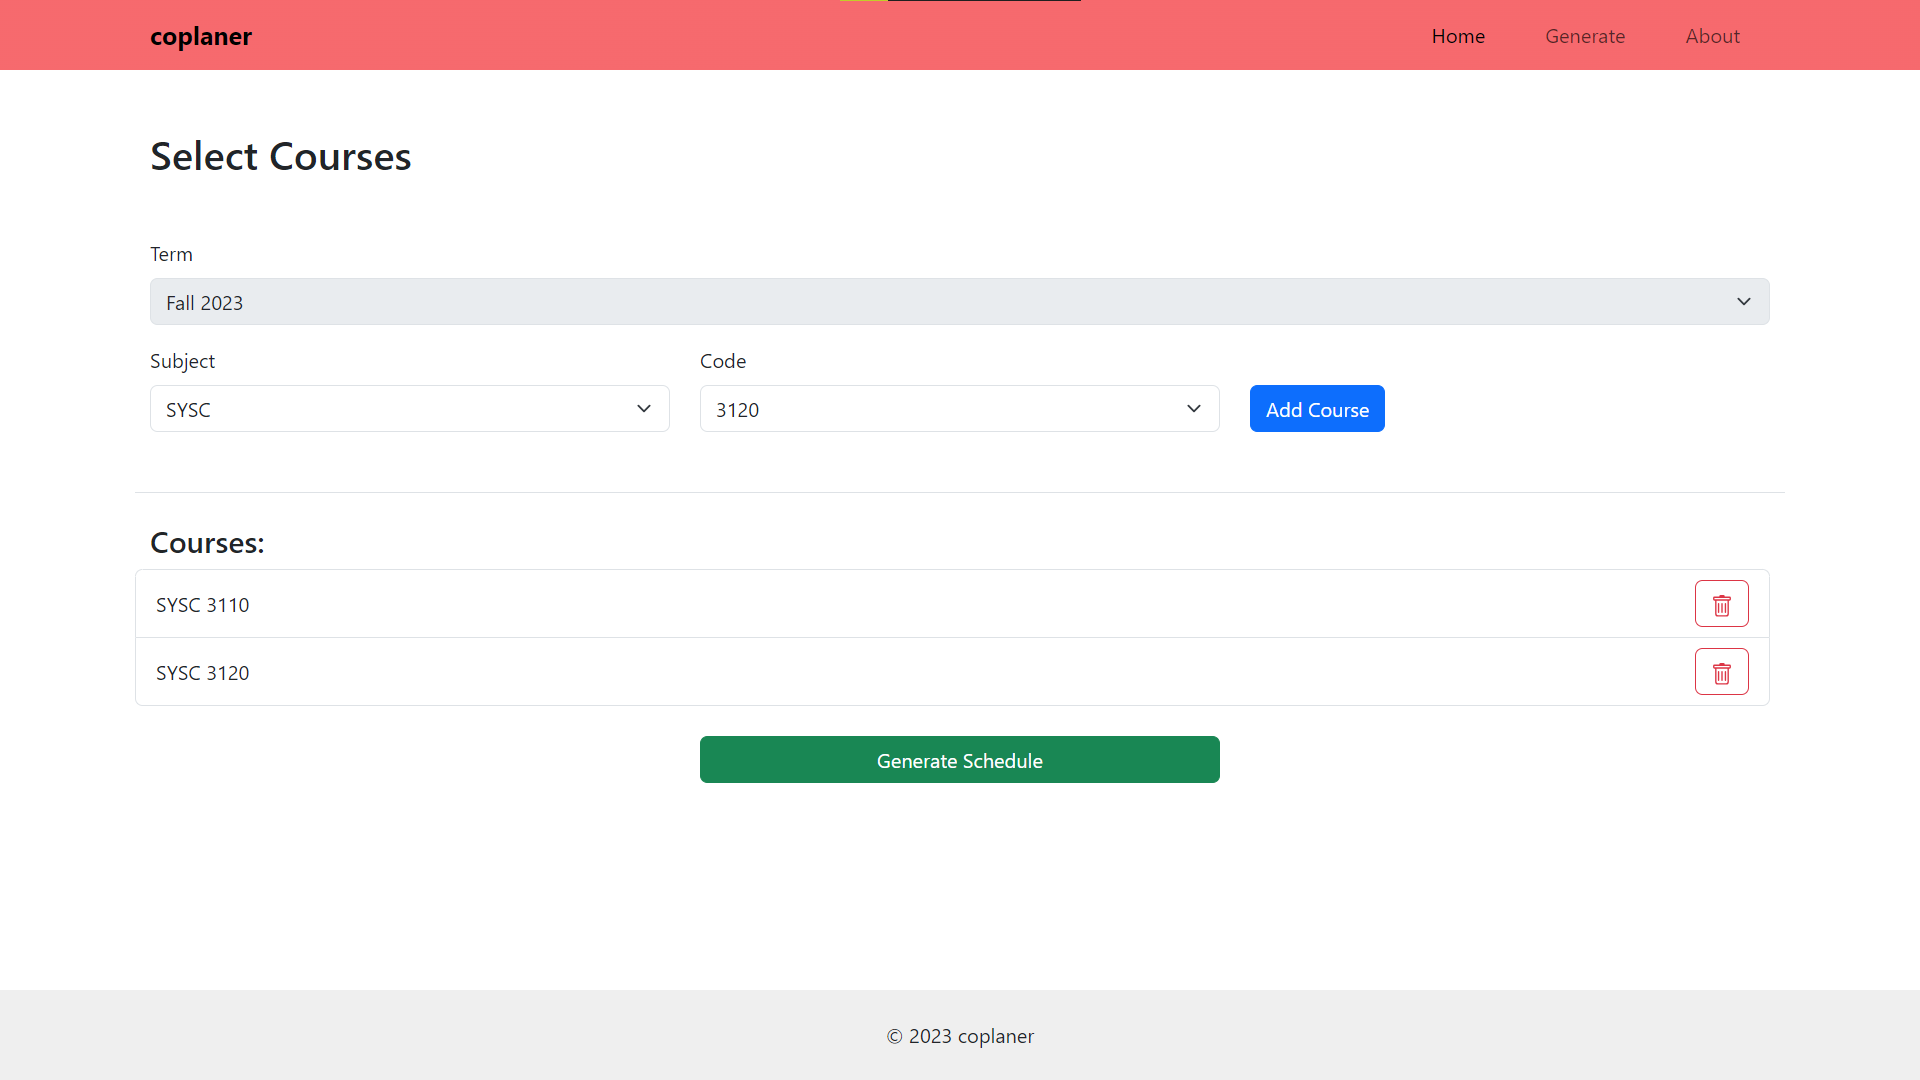 coplaner
Home Generate About
Select Courses
Term
Fall 2023
Subject Code
SYSC 3120 Add Course
Courses:
SYSC 3110
SYSC 3120
Generate Schedule
© 2023 coplaner